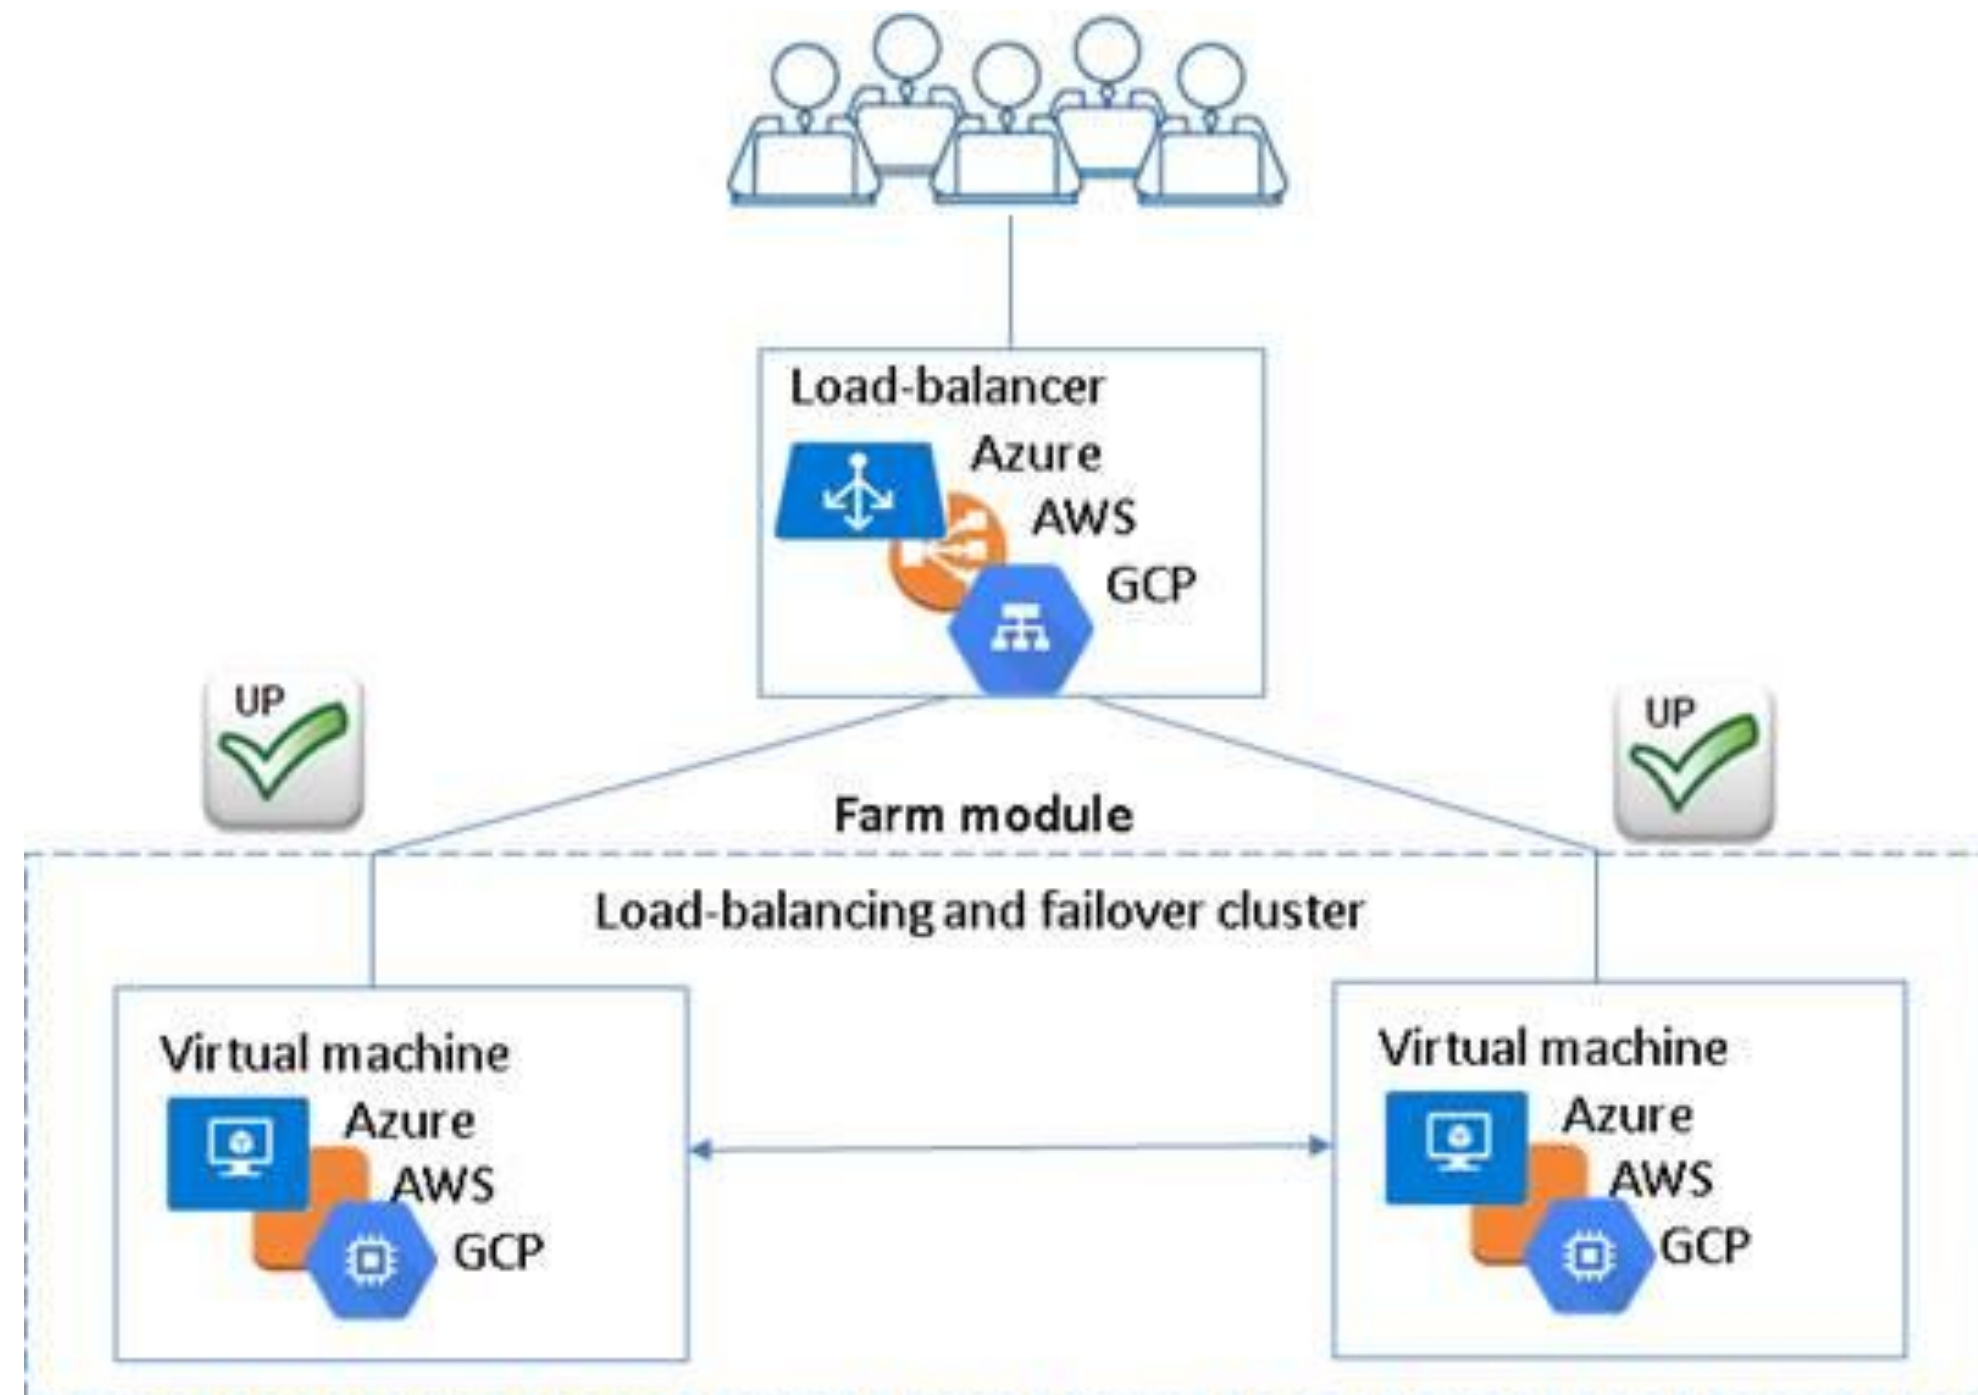 Load-balancer
Azure
AWS
GCP
UP
UP
Farm module
Load-balancing and failover cluster
Virtual machine
Azure
AWS
GCP
Virtual machine
Azure
AWS
GCP